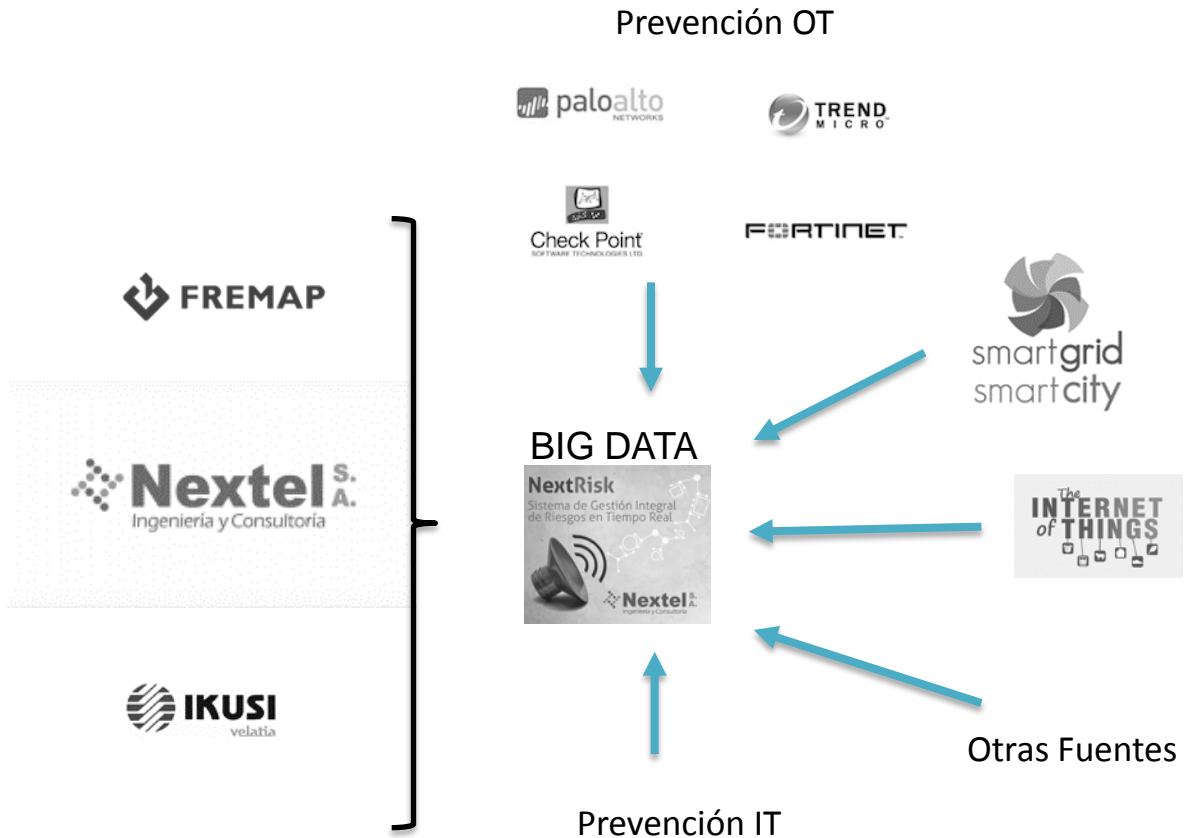 Prevención OT
paloalto
NETWORKS
TREND
MICRO™
Check Point
SOFTWARE TECHNOLOGIES LTD.
FORTINET™
FREMAP
smartgrid
smartcity
Nextel S.A.
Ingeniería y Consultoría
BIG DATA
NextRisk
Sistema de Gestión Integral
de Riesgos en Tiempo Real
Nextel S.A.
Ingeniería y Consultoría
The
INTERNET
of THINGS
IKUSI
velatia
Otras Fuentes
Prevención IT